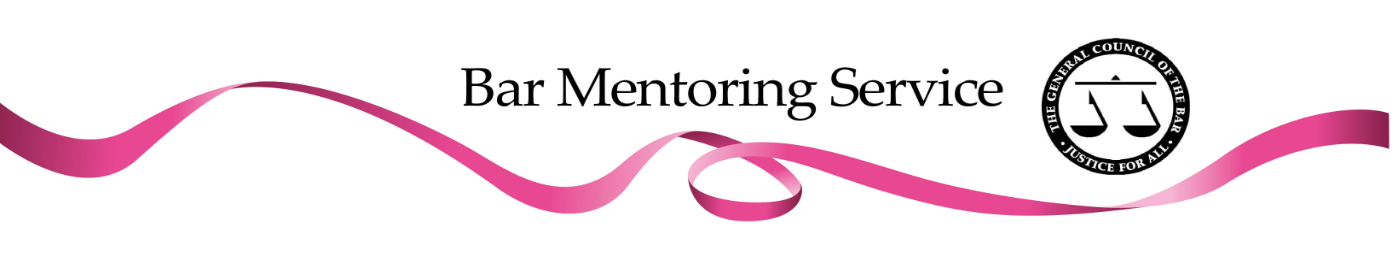 Bar Mentoring Service
THE GENERAL COUNCIL OF THE BAR
· JUSTICE FOR ALL ·